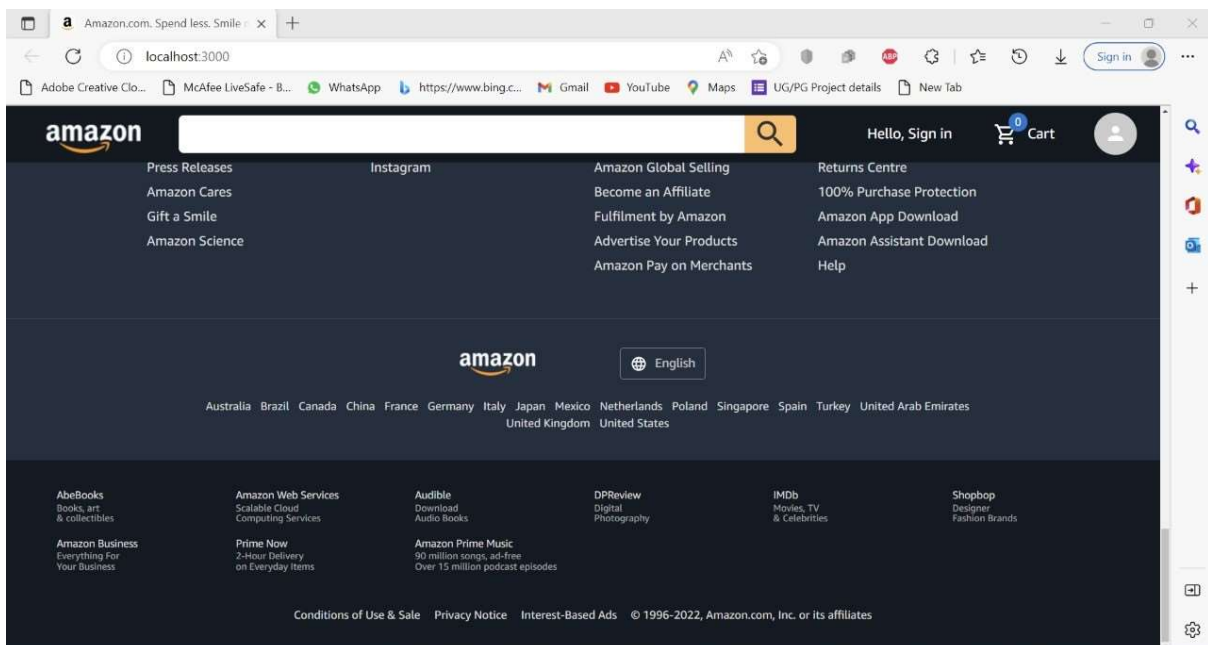 Amazon.com. Spend less. Smile
localhost:3000
Sign in
Adobe Creative Clo... McAfee LiveSafe - B... WhatsApp https://www.bing.c... Gmail YouTube Maps UG/PG Project details New Tab
amazon
Hello, Sign in
0
Cart
Press Releases Instagram Amazon Global Selling Returns Centre
Amazon Cares Become an Affiliate 100% Purchase Protection
Gift a Smile Fulfilment by Amazon Amazon App Download
Amazon Science Advertise Your Products Amazon Assistant Download
Amazon Pay on Merchants Help
amazon English
Australia Brazil Canada China France Germany Italy Japan Mexico Netherlands Poland Singapore Spain Turkey United Arab Emirates
United Kingdom United States
AbeBooks Amazon Web Services Audible DPReview IMDb Shopbop
Books, art Scalable Cloud Download Digital Movies, TV Designer
& collectibles Computing Services Audio Books Photography & Celebrities Fashion Brands
Amazon Business Prime Now Amazon Prime Music
Everything For 2-Hour Delivery 90 million songs, ad-free
Your Business on Everyday Items Over 15 million podcast episodes
Conditions of Use & Sale Privacy Notice Interest-Based Ads © 1996-2022, Amazon.com, Inc. or its affiliates